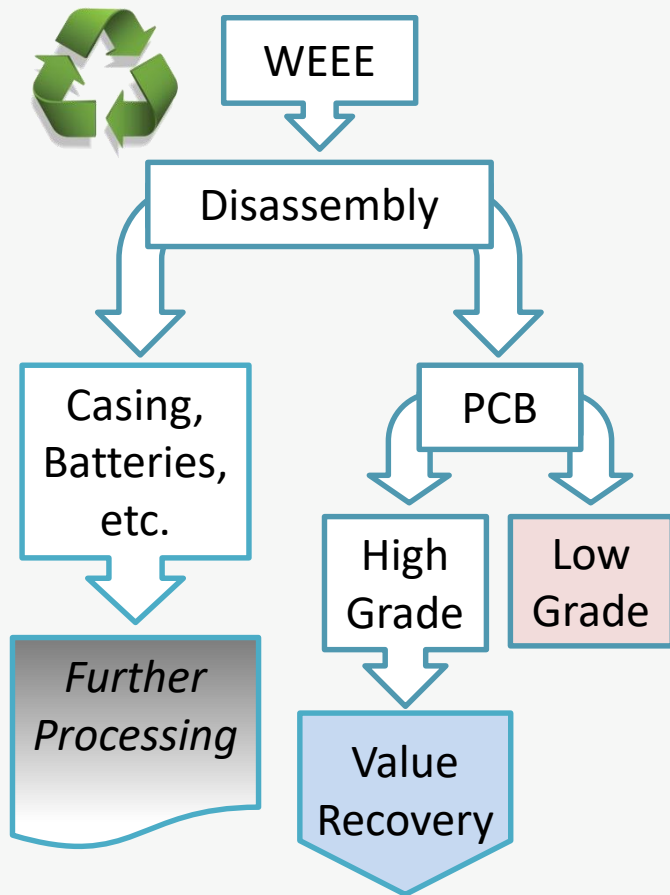 WEEE
Disassembly
Casing,
Batteries,
etc.
PCB
High
Grade
Low
Grade
Further
Processing
Value
Recovery